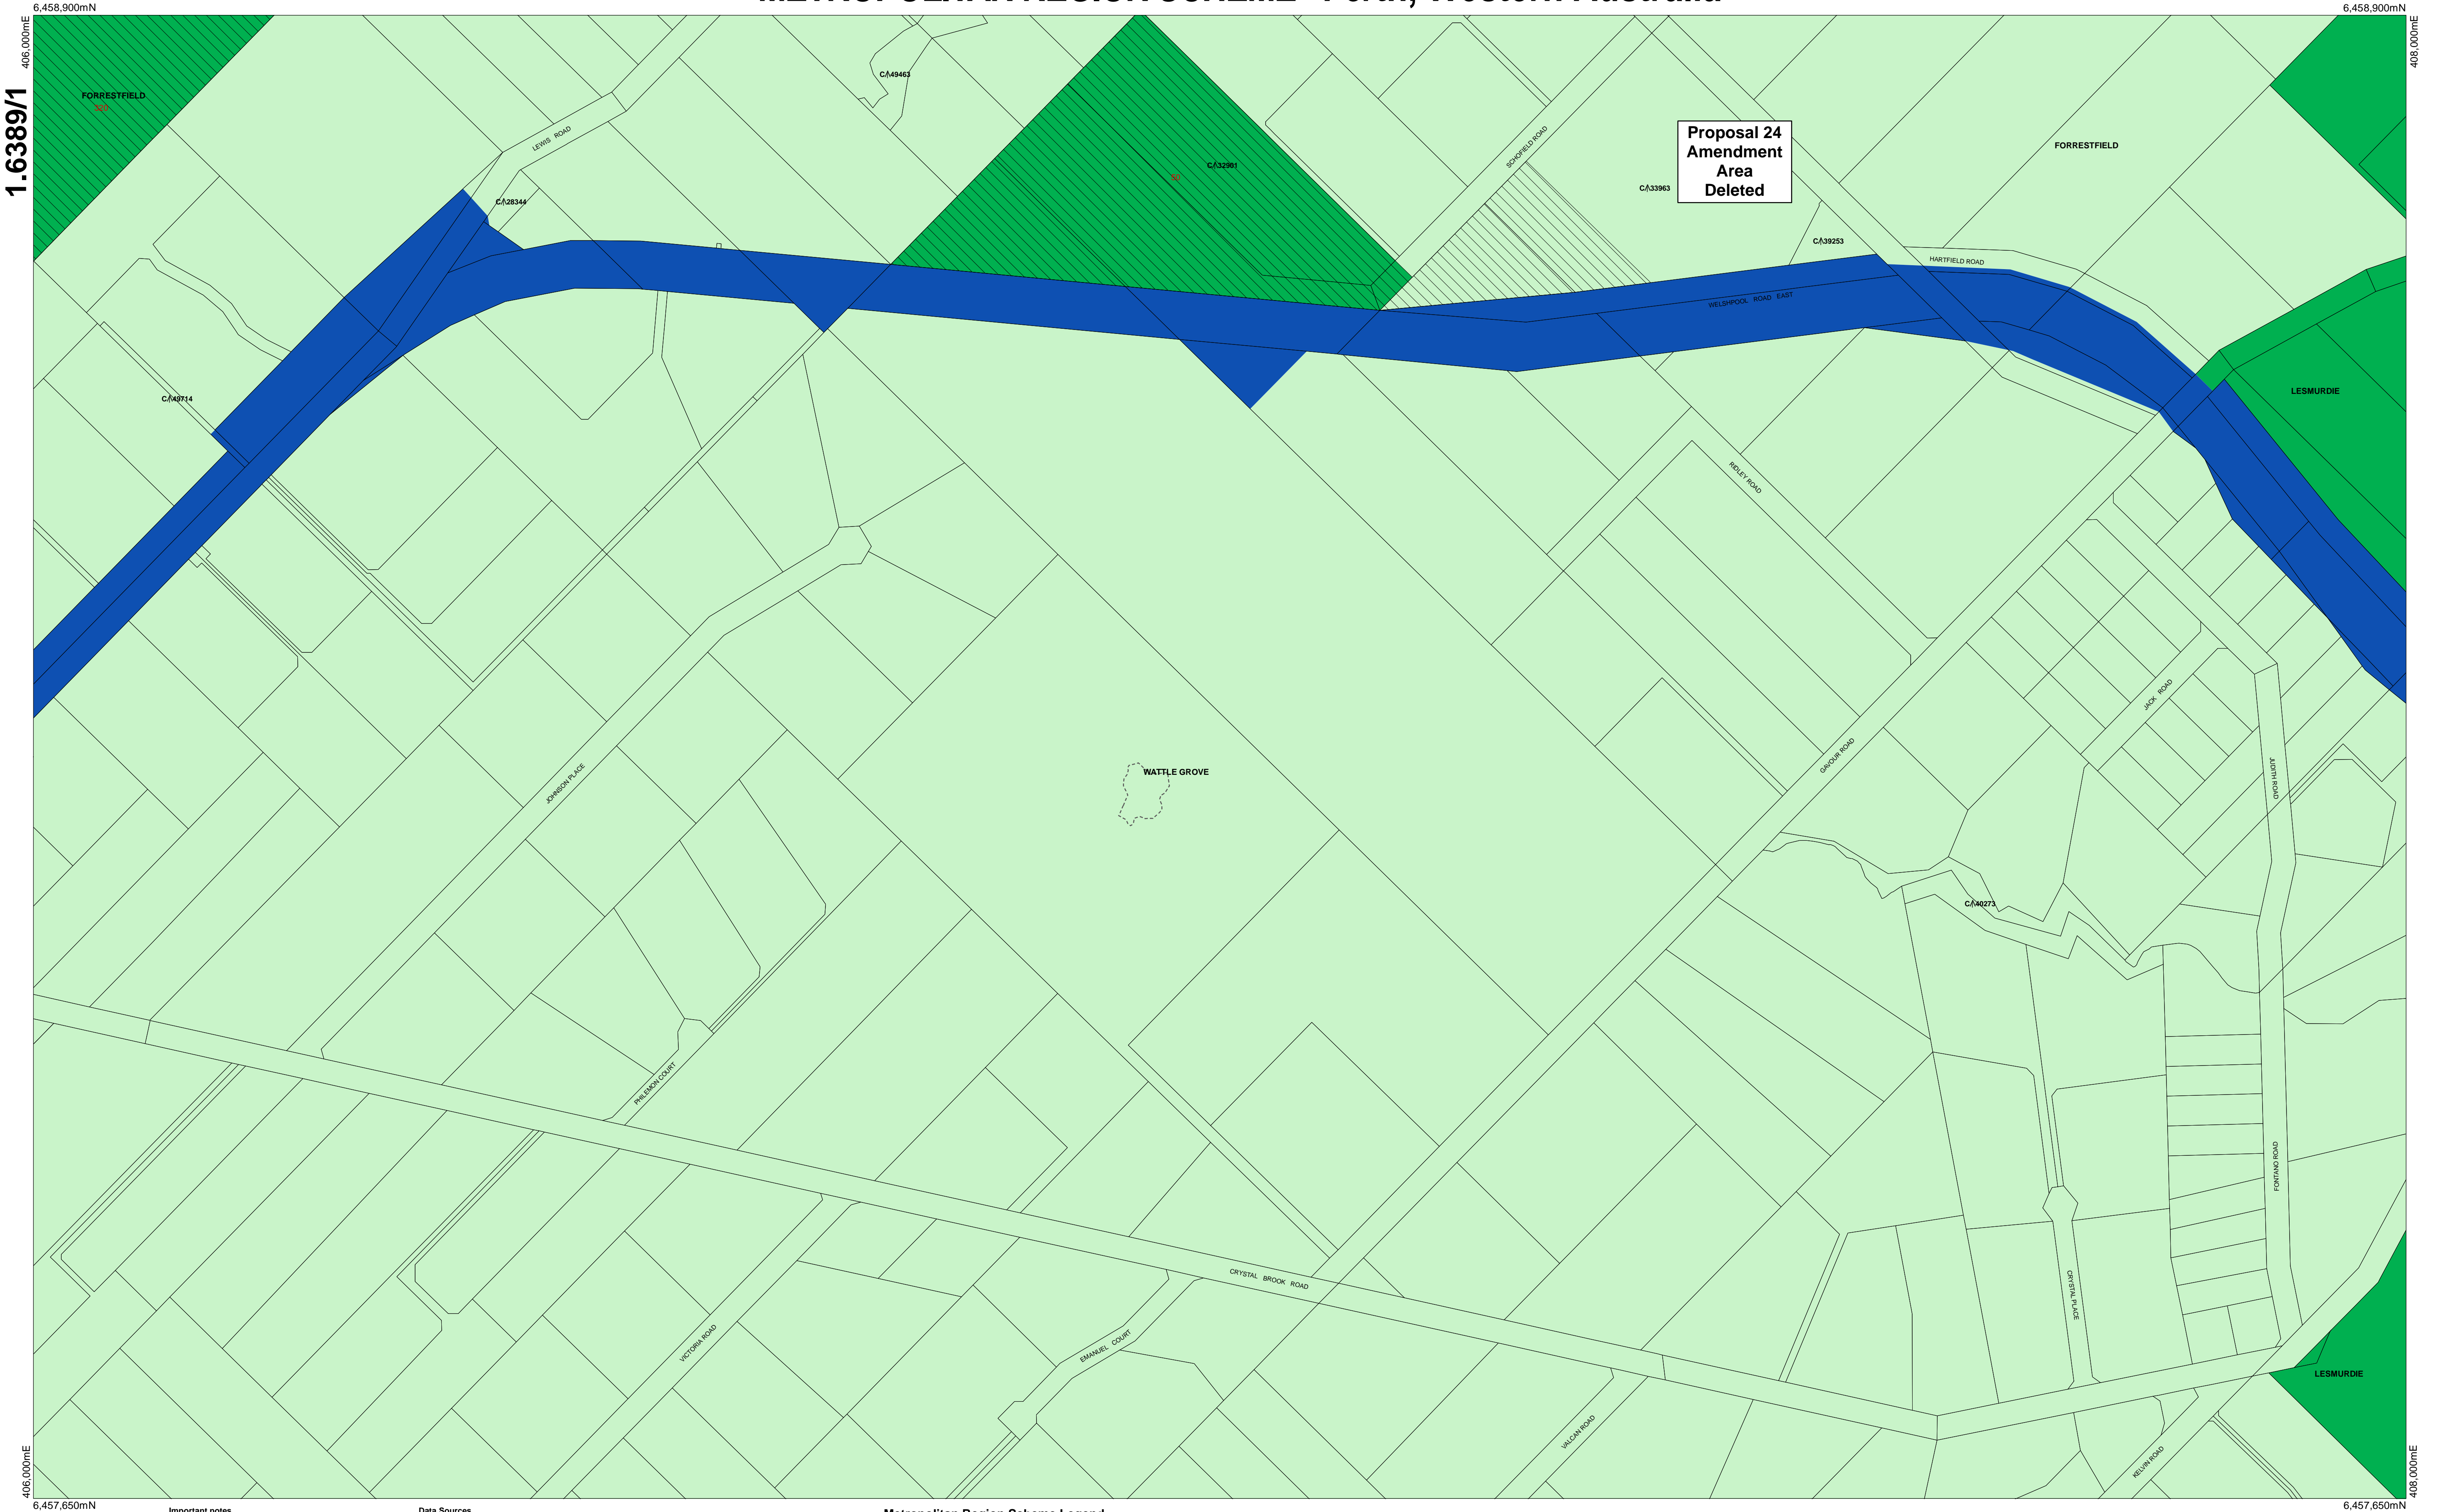 METROPOLITAN REGION SCHEME - Perth, Western Australia
6,458,900mN
6,458,900mN
406,000mE
408,000mE
1.6389/1
FORRESTFIELD
320
C/\49463
LEWIS ROAD
C/\28344
C/\32901
SCHOFIELD ROAD
C/\33963
Proposal 24
Amendment
Area
Deleted
FORRESTFIELD
C/\39253
HARTFIELD ROAD
WELSHPOOL ROAD EAST
LESMURDIE
C/\49714
RIDLEY ROAD
JACK ROAD
GAVOUR ROAD
JUDITH ROAD
JOHNSON PLACE
WATTLE GROVE
C/\40273
PHILEMON COURT
FONTANO ROAD
CRYSTAL BROOK ROAD
CRYSTAL PLACE
VICTORIA ROAD
EMANUEL COURT
LESMURDIE
VALCAN ROAD
KELVIN ROAD
406,000mE
408,000mE
6,457,650mN
6,457,650mN
Important notes
Data Sources
Metropolitan Region Scheme Legend